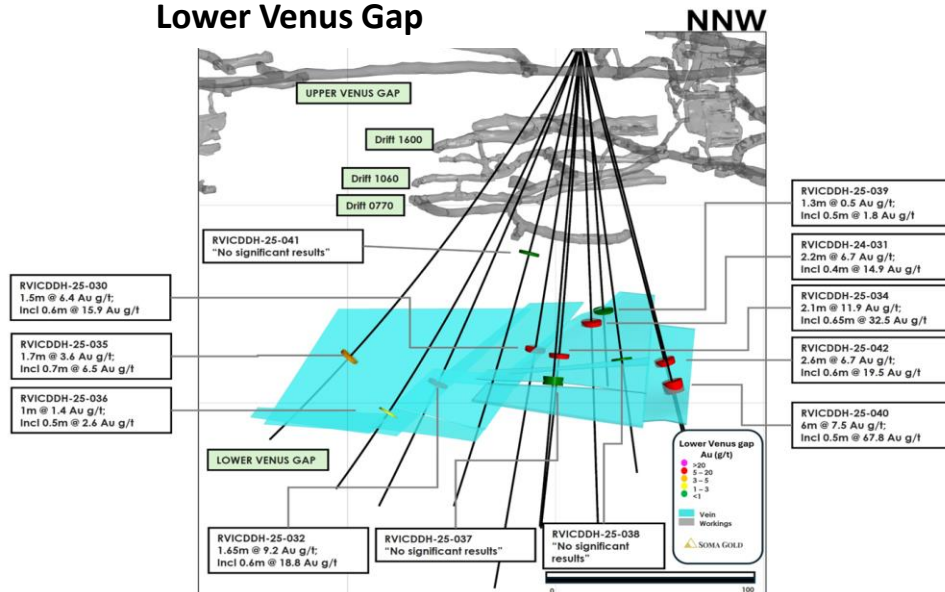 Lower Venus Gap
NNW
UPPER VENUS GAP
Drift 1600
Drift 1060
Drift 0770
RVICDDH-25-041
"No significant results"
RVICDDH-25-030
1.5m @ 6.4 Au g/t;
Incl 0.6m @ 15.9 Au g/t
RVICDDH-25-035
1.7m @ 3.6 Au g/t;
Incl 0.7m @ 6.5 Au g/t
RVICDDH-25-036
1m @ 1.4 Au g/t;
Incl 0.5m @ 2.6 Au g/t
LOWER VENUS GAP
RVICDDH-25-032
1.65m @ 9.2 Au g/t;
Incl 0.6m @ 18.8 Au g/t
RVICDDH-25-037
"No significant results"
RVICDDH-25-038
"No significant
results"
RVICDDH-25-039
1.3m @ 0.5 Au g/t;
Incl 0.5m @ 1.8 Au g/t
RVICDDH-24-031
2.2m @ 6.7 Au g/t;
Incl 0.4m @ 14.9 Au g/t
RVICDDH-25-034
2.1m @ 11.9 Au g/t;
Incl 0.65m @ 32.5 Au g/t
RVICDDH-25-042
2.6m @ 6.7 Au g/t;
Incl 0.6m @ 19.5 Au g/t
RVICDDH-25-040
6m @ 7.5 Au g/t;
Incl 0.5m @ 67.8 Au g/t
Lower Venus gap
Au (g/t)
>20
5 – 20
3 – 5
1 – 3
<1
Vein
Workings
SOMA GOLD
0 100